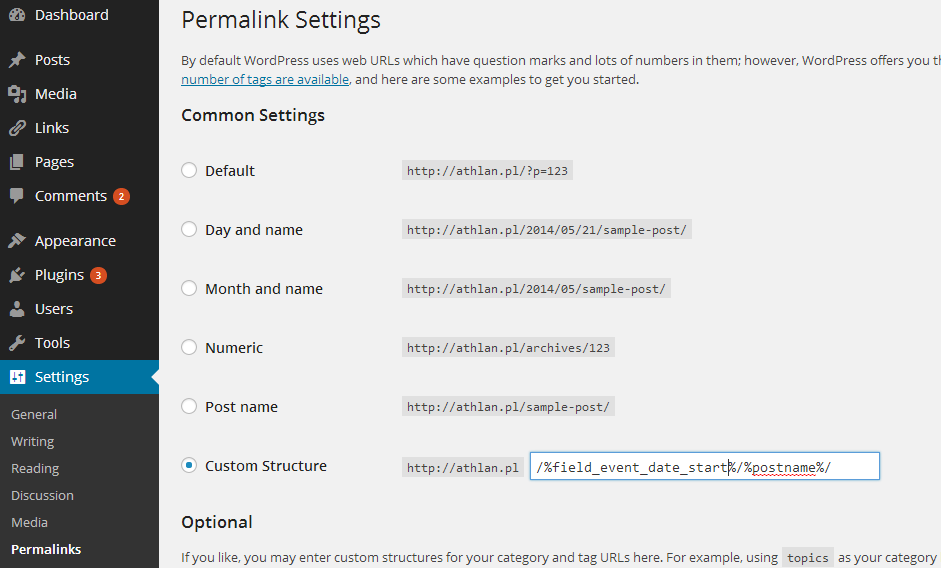 Dashboard
Posts
Media
Links
Pages
Comments 2
Appearance
Plugins 3
Users
Tools
Settings
General
Writing
Reading
Discussion
Media
Permalinks
Permalink Settings
By default WordPress uses web URLs which have question marks and lots of numbers in them; however, WordPress offers you
number of tags are available, and here are some examples to get you started.
Common Settings
Default http://athlan.pl/?p=123
Day and name http://athlan.pl/2014/05/21/sample-post/
Month and name http://athlan.pl/2014/05/sample-post/
Numeric http://athlan.pl/archives/123
Post name http://athlan.pl/sample-post/
Custom Structure http://athlan.pl /%field_event_date_start%/%postname%/
Optional
If you like, you may enter custom structures for your category and tag URLs here. For example, using topics as your category